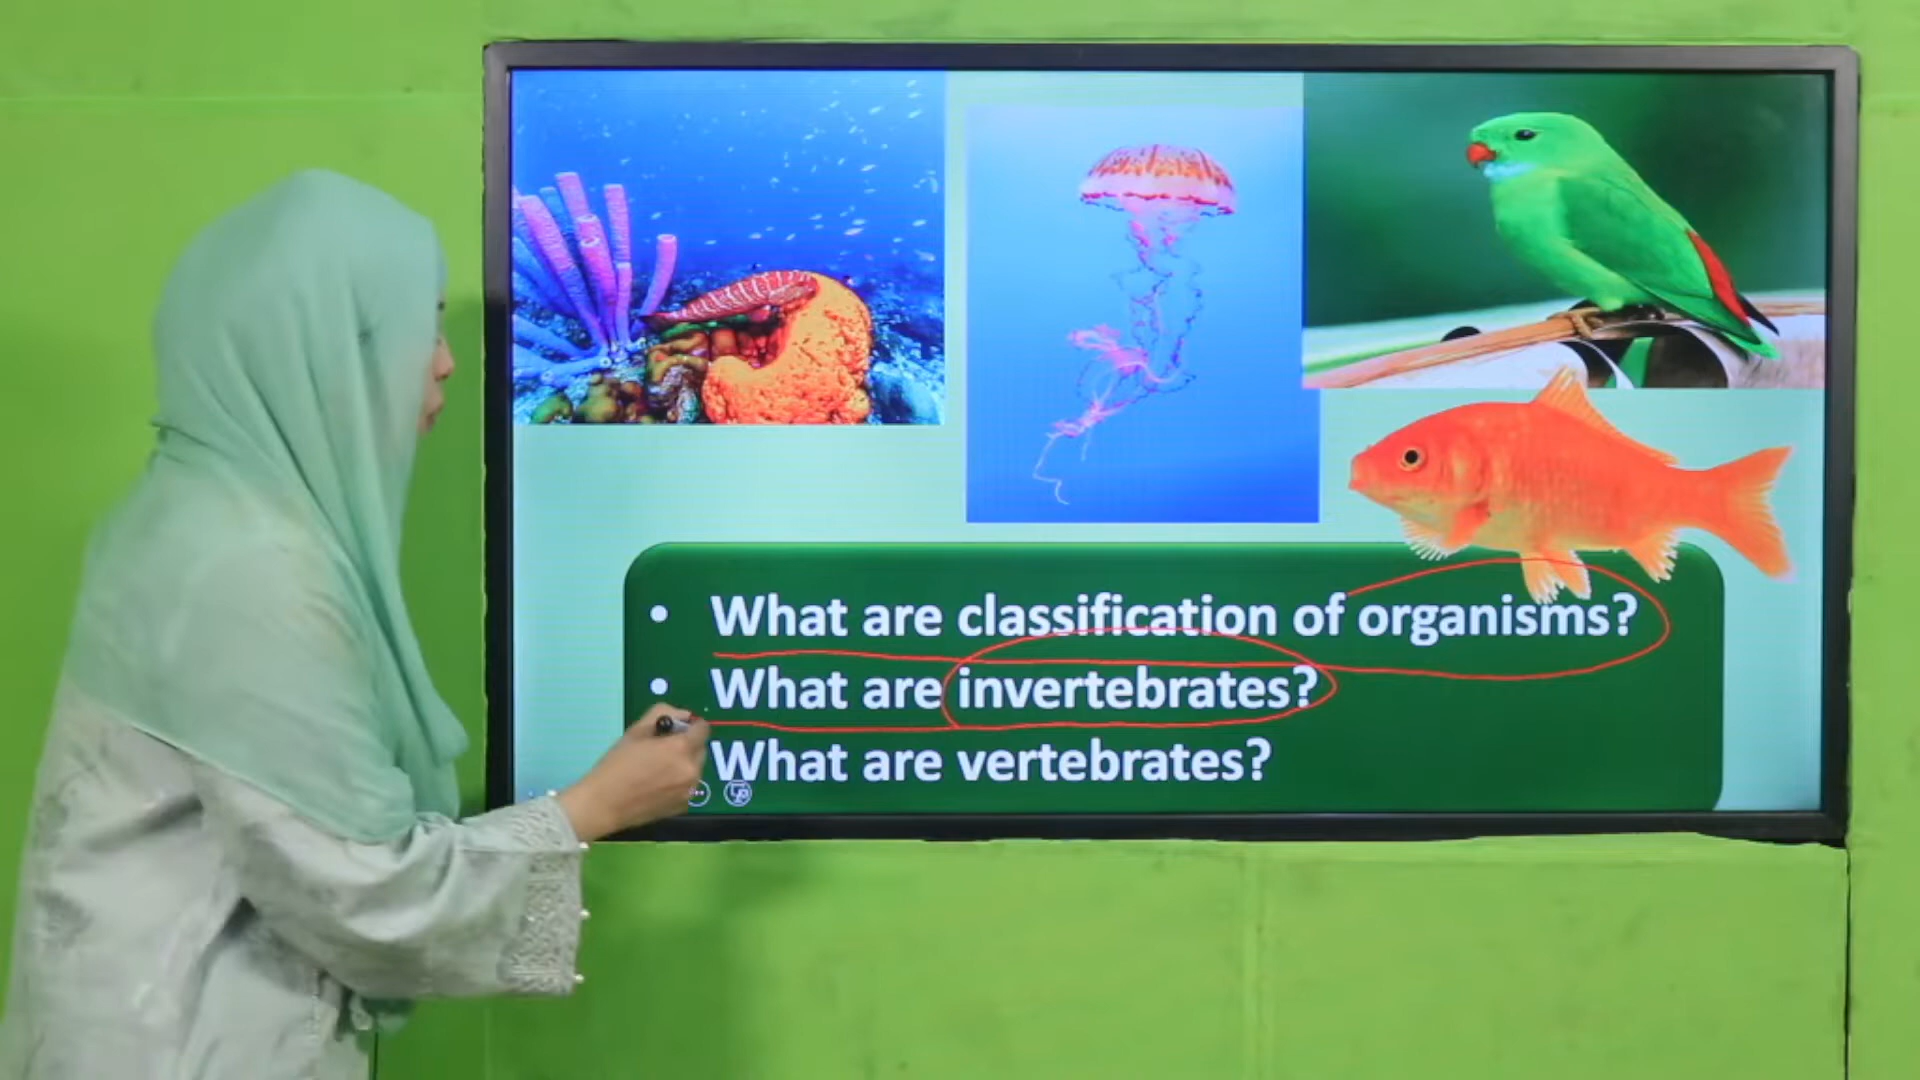 • What are classification of organisms?
• What are invertebrates?
What are vertebrates?